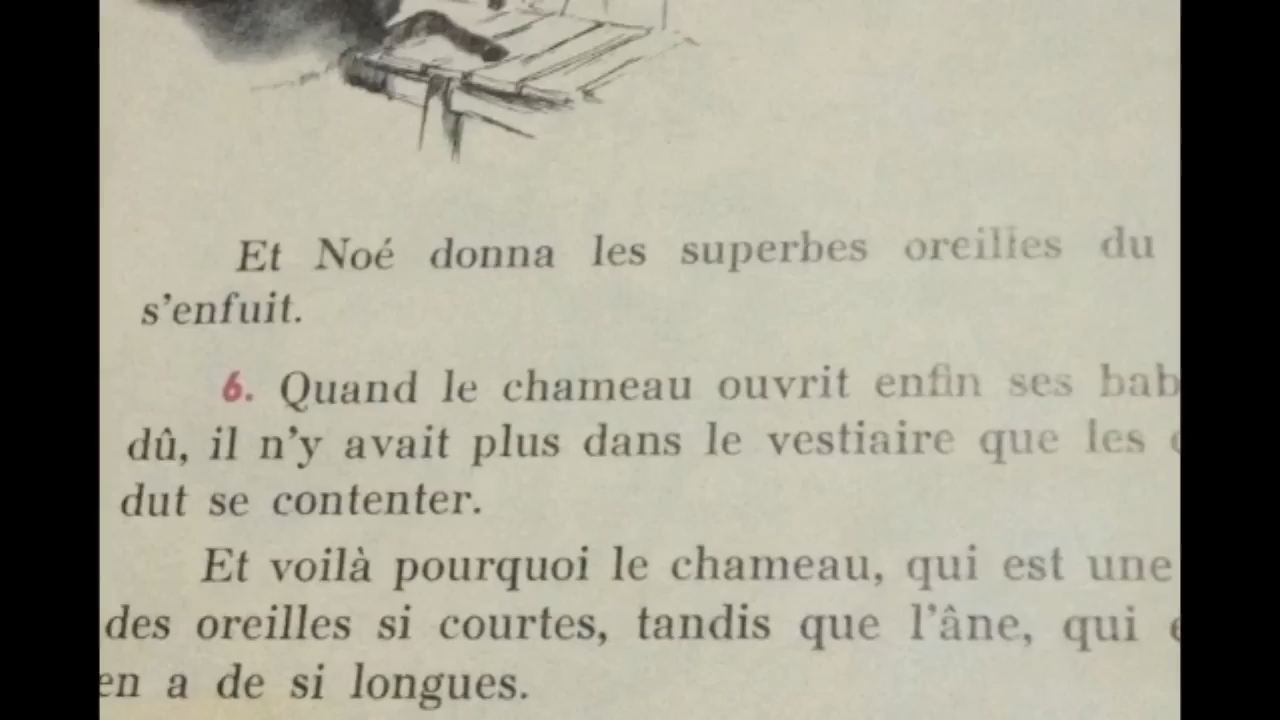 Et Noé donna les superbes oreilles du
s'enfuit.
6. Quand le chameau ouvrit enfin ses bab
dû, il n'y avait plus dans le vestiaire que les
dut se contenter.
Et voilà pourquoi le chameau, qui est une
des oreilles si courtes, tandis que l'âne, qui
en a de si longues.